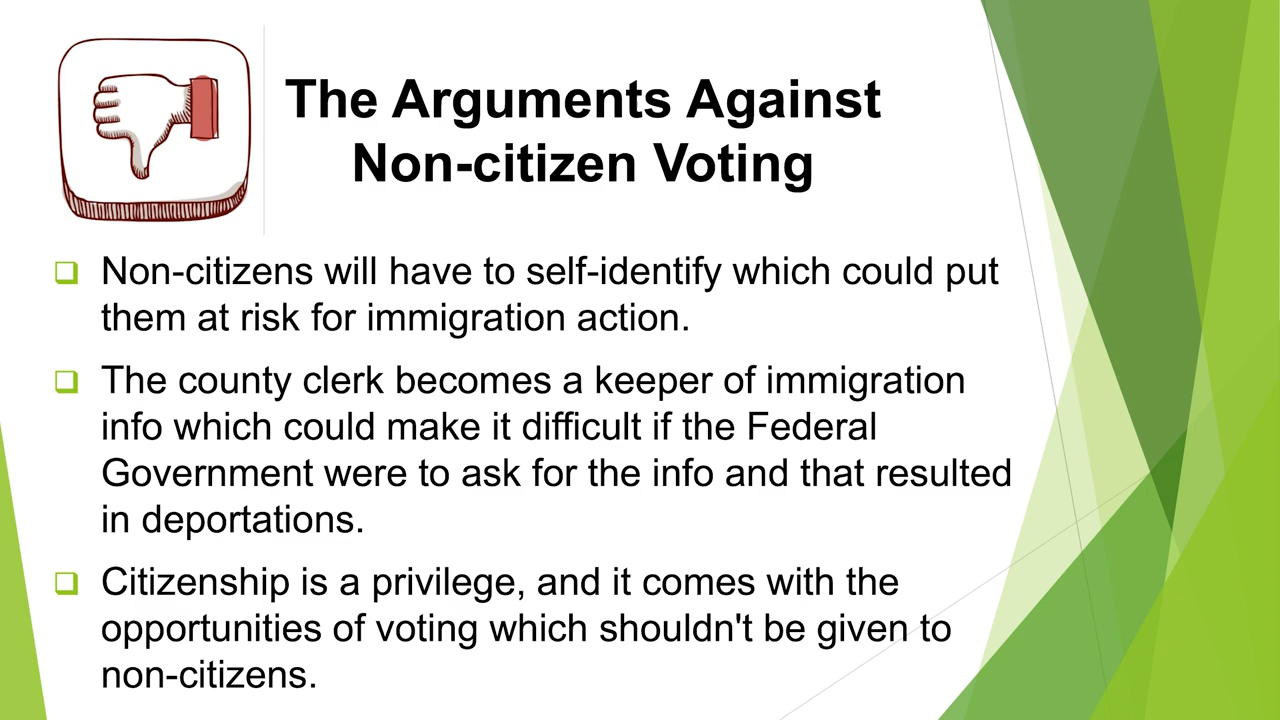 The Arguments Against
Non-citizen Voting
Non-citizens will have to self-identify which could put
them at risk for immigration action.
The county clerk becomes a keeper of immigration
info which could make it difficult if the Federal
Government were to ask for the info and that resulted
in deportations.
Citizenship is a privilege, and it comes with the
opportunities of voting which shouldn't be given to
non-citizens.